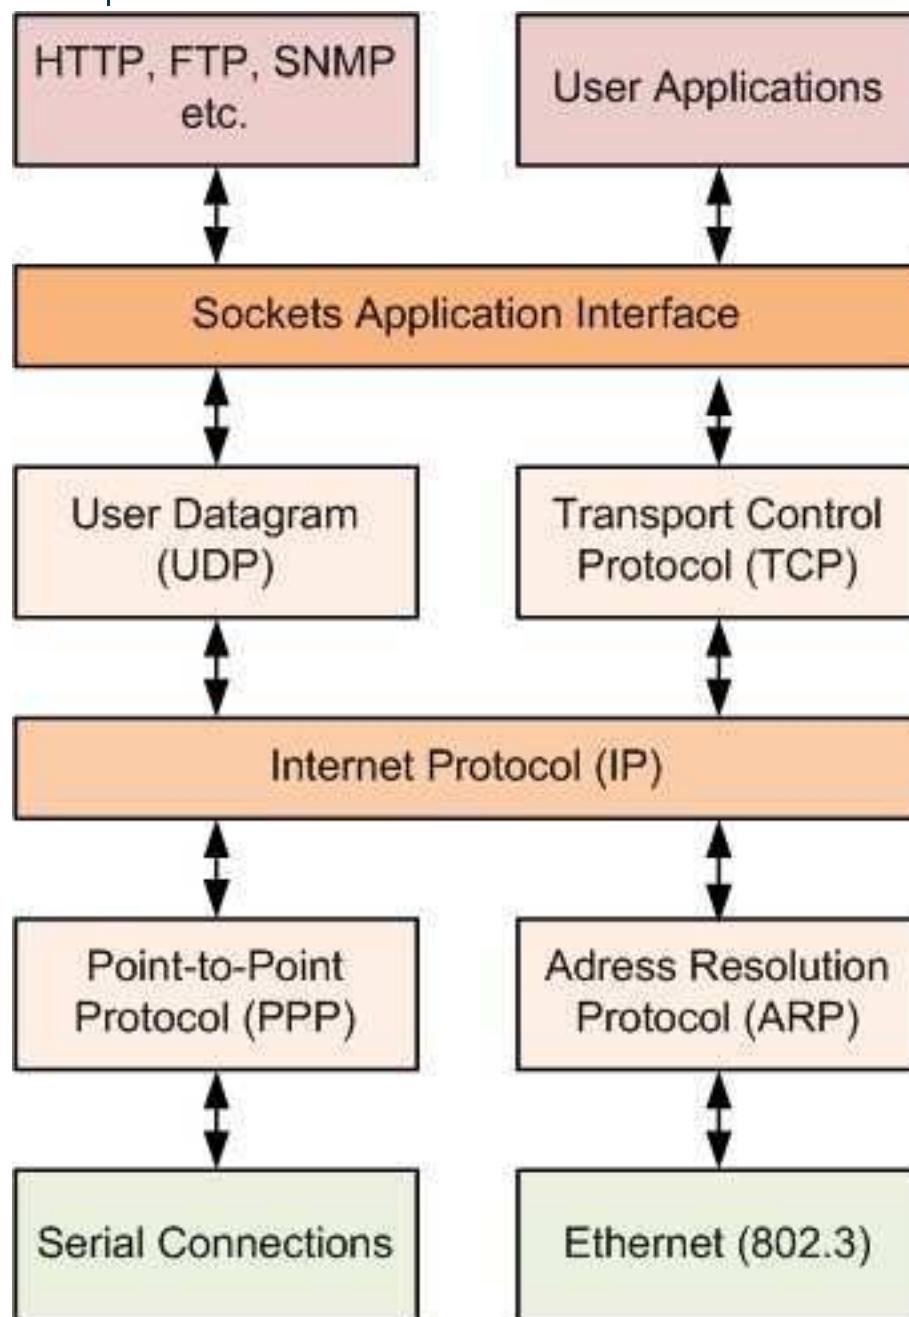 HTTP, FTP, SNMP
etc.
User Applications
Sockets Application Interface
User Datagram
(UDP)
Transport Control
Protocol (TCP)
Internet Protocol (IP)
Point-to-Point
Protocol (PPP)
Adress Resolution
Protocol (ARP)
Serial Connections
Ethernet (802.3)